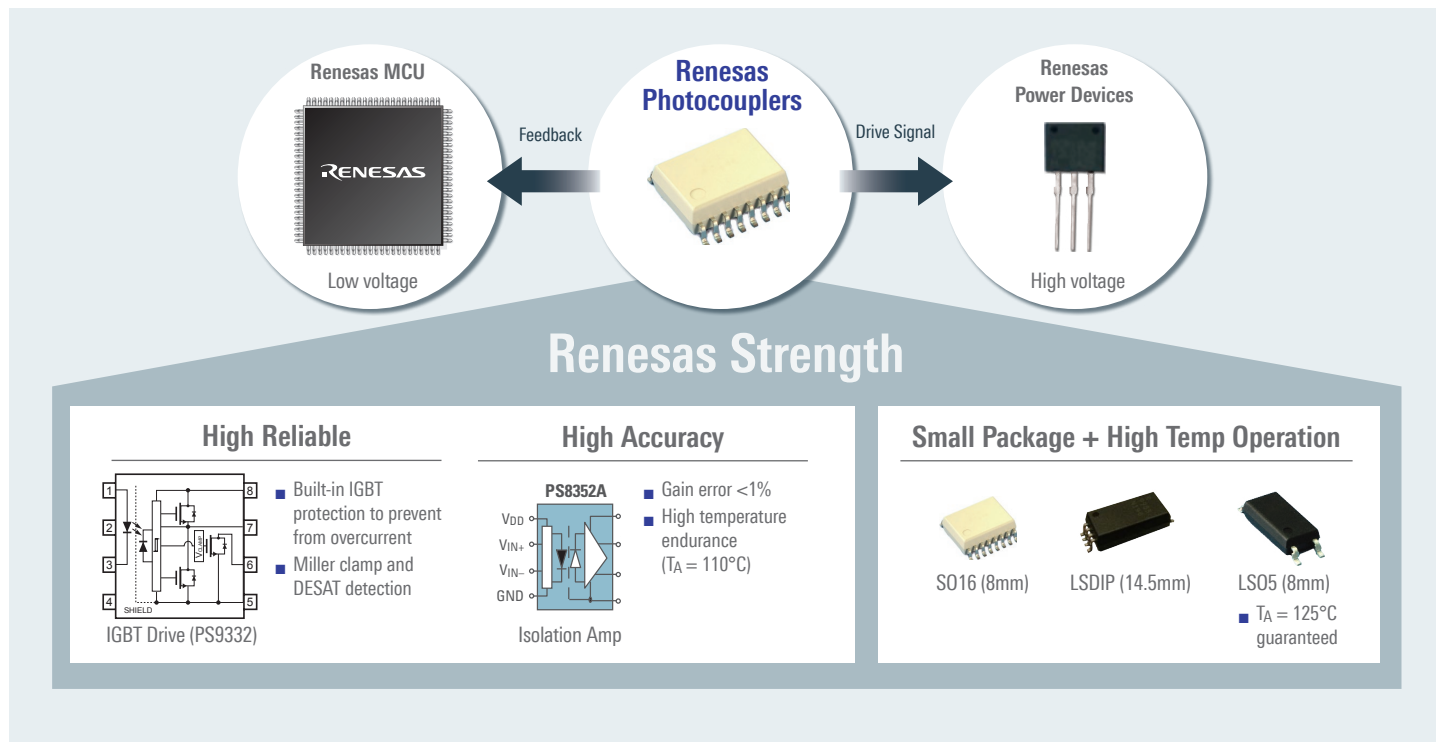 Renesas MCU
RENESAS
Low voltage
Feedback
Renesas
Photocouplers
Drive Signal
Renesas
Power Devices
High voltage
Renesas Strength
High Reliable
1
2
3
4
8
7
6
5
VCLAMP
SHIELD
IGBT Drive (PS9332)
■ Built-in IGBT
protection to prevent
from overcurrent
■ Miller clamp and
DESAT detection
High Accuracy
PS8352A
VDD
VIN+
VIN–
GND
Isolation Amp
■ Gain error <1%
■ High temperature
endurance
(TA = 110°C)
Small Package + High Temp Operation
SO16 (8mm)
LSDIP (14.5mm)
LSO5 (8mm)
■ TA = 125°C
guaranteed